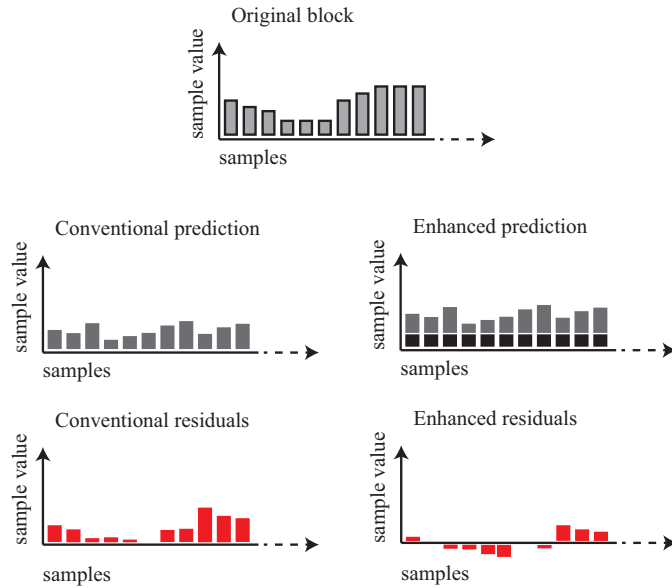 Original block
sample value
samples
Conventional prediction
sample value
samples
Enhanced prediction
sample value
samples
Conventional residuals
sample value
samples
Enhanced residuals
sample value
samples